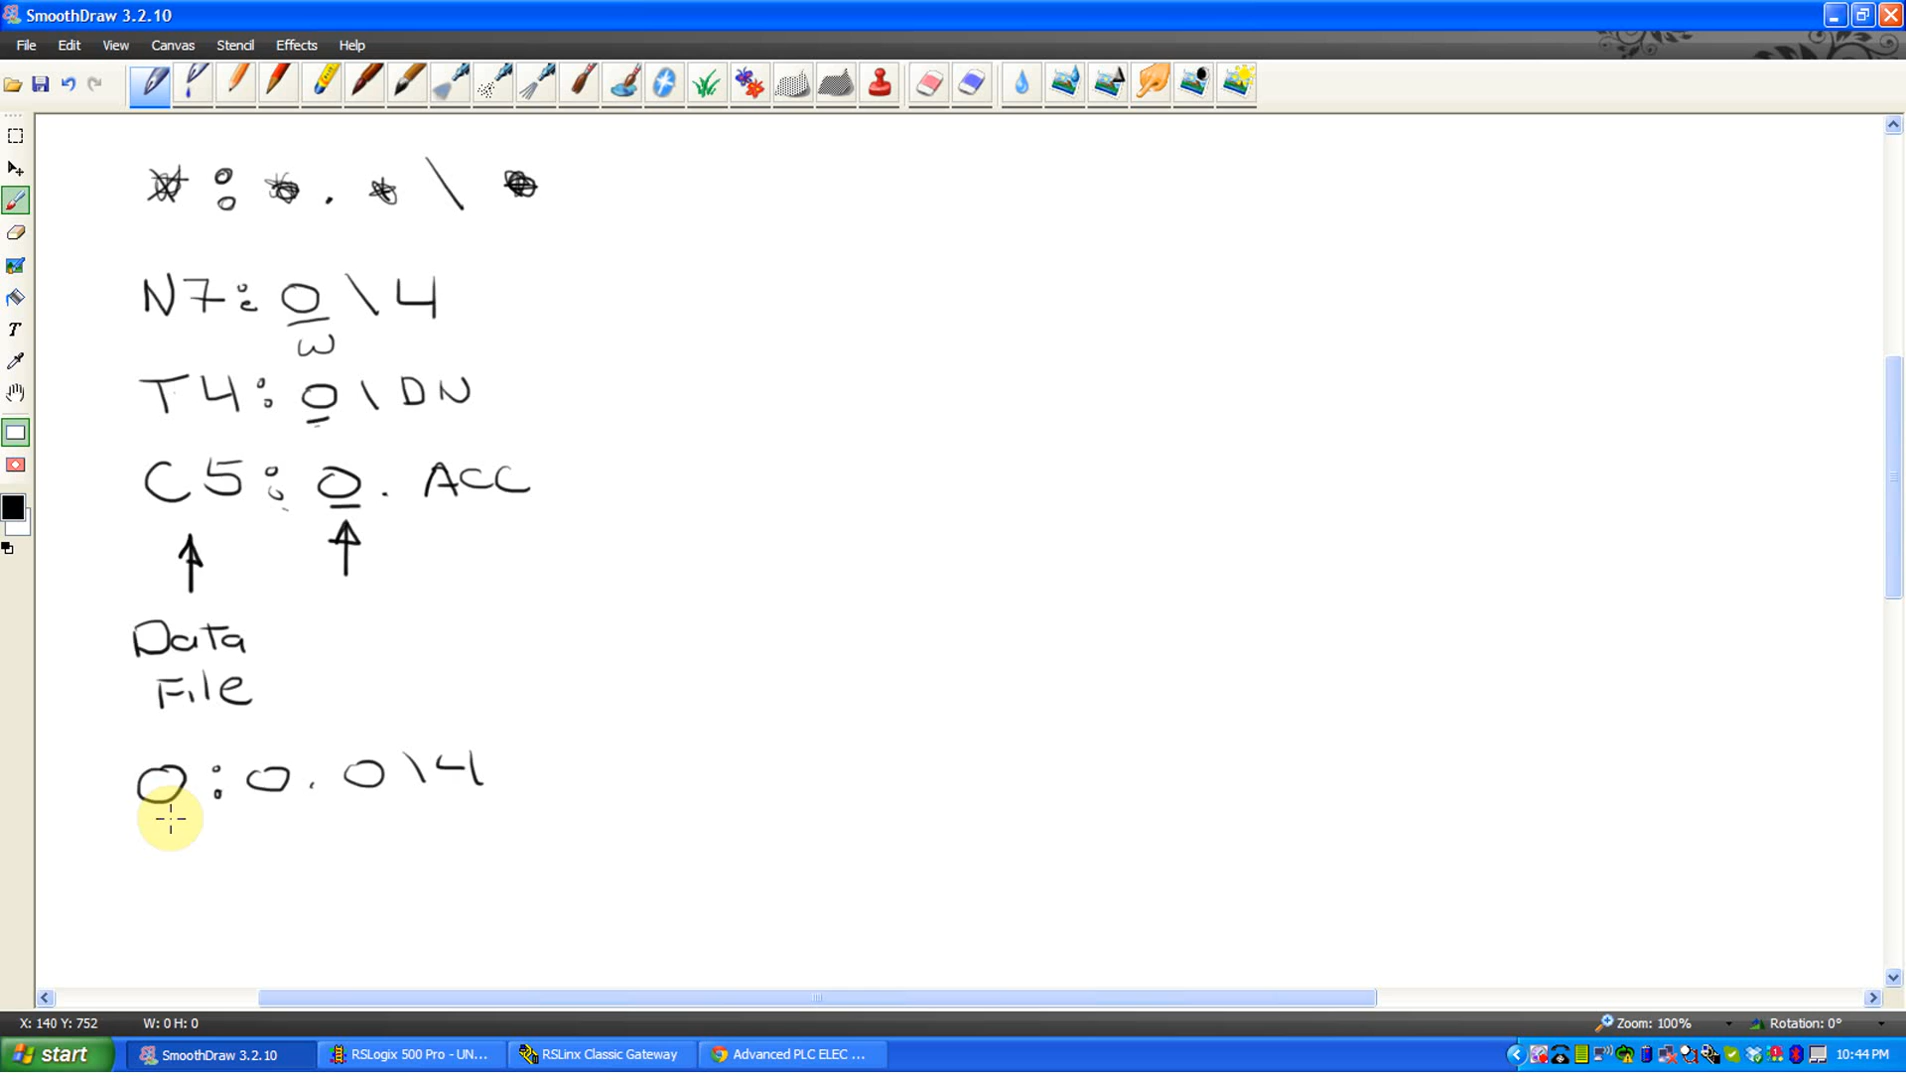 SmoothDraw 3.2.10
File Edit View Canvas Stencil Effects Help
*:*.*\*
N7:0\4
W
T4:0\DN
C5:0.ACC
Data
File
O:0.0\4
X: 140 Y: 752 W: 0 H: 0 Zoom: 100% Rotation: 0°
start SmoothDraw 3.2.10 RSLogix 500 Pro - UN... RSLinx Classic Gateway Advanced PLC ELEC ... 10:44 PM